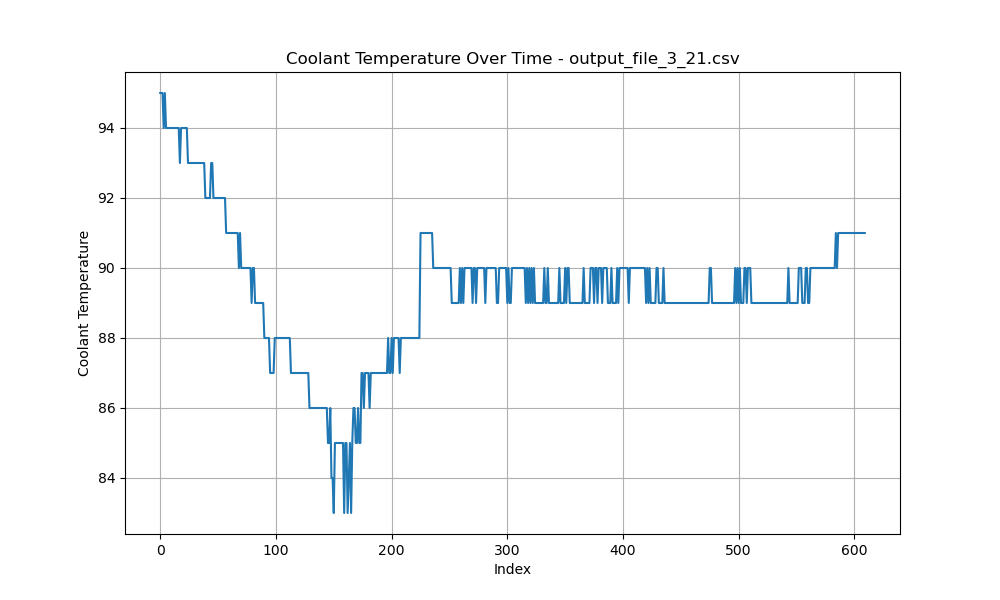 Coolant Temperature Over Time - output_file_3_21.csv
Coolant Temperature
94
92
90
88
86
84
0 100 200 300 400 500 600
Index